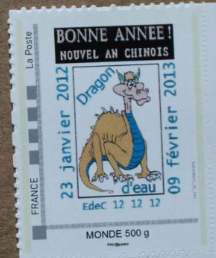 BONNE ANNEE!
NOUVEL AN CHINOIS
La Poste
FRANCE
23 janvier 2012
Dragon
d'eau
09 février 2013
EdeC 12 12 12
MONDE 500 g